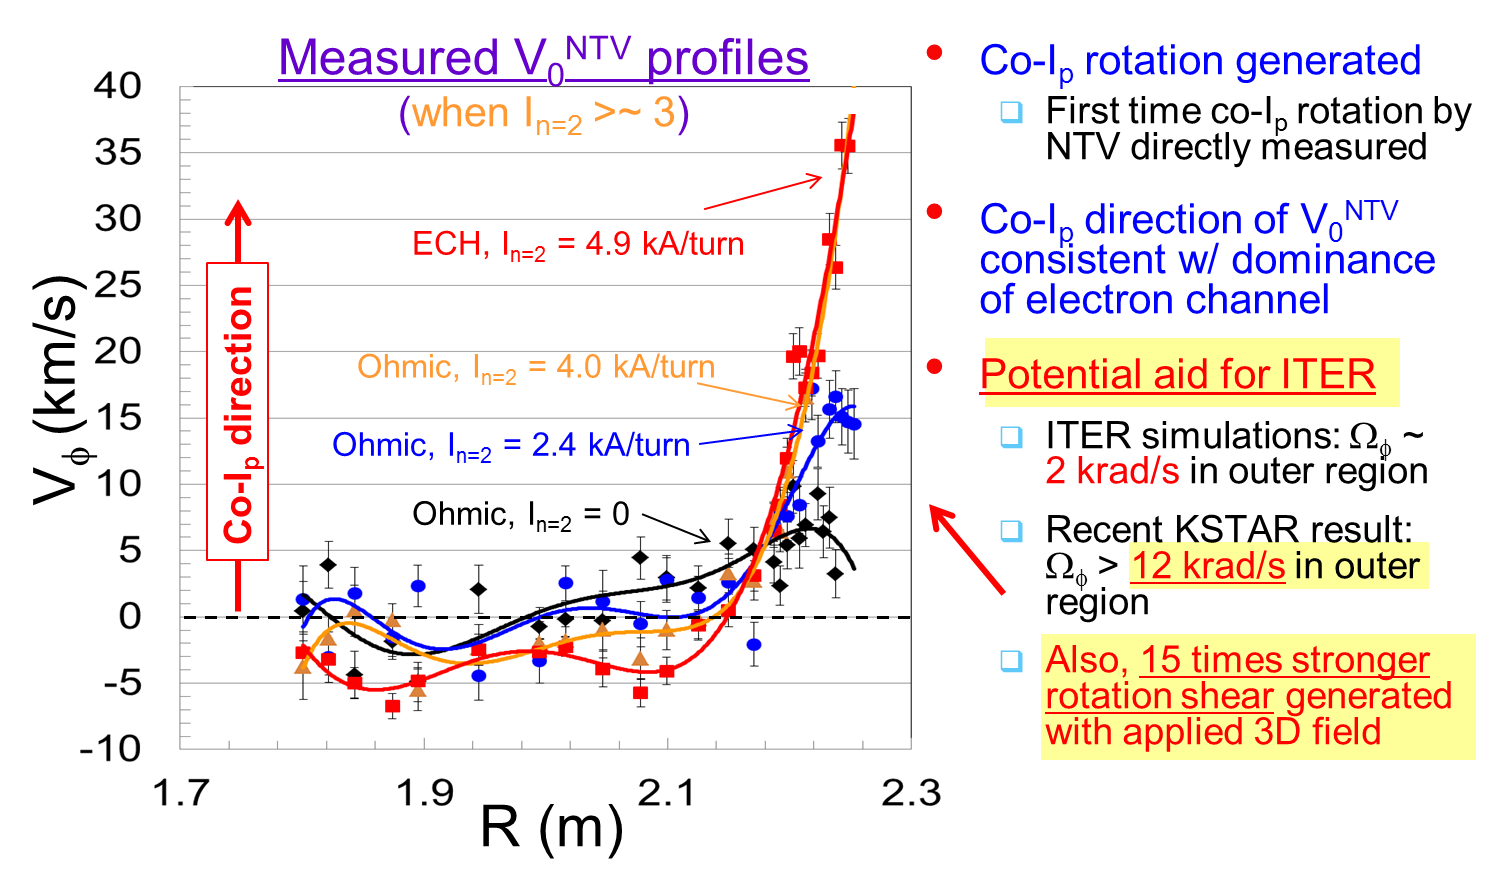 Measured V₀ᴺᵀⱽ profiles
(when Iₙ₌₂ >~ 3)
40
35
30
25
20
15
10
5
0
-5
-10
1.7
1.9
2.1
2.3
Vϕ (km/s)
R (m)
Co-Iₚ direction
ECH, Iₙ₌₂ = 4.9 kA/turn
Ohmic, Iₙ₌₂ = 4.0 kA/turn
Ohmic, Iₙ₌₂ = 2.4 kA/turn
Ohmic, Iₙ₌₂ = 0
• Co-Iₚ rotation generated
❑ First time co-Iₚ rotation by
NTV directly measured
• Co-Iₚ direction of V₀ᴺᵀⱽ
consistent w/ dominance
of electron channel
• Potential aid for ITER
❑ ITER simulations: Ωϕ ~
2 krad/s in outer region
❑ Recent KSTAR result:
Ωϕ > 12 krad/s in outer
region
❑ Also, 15 times stronger
rotation shear generated
with applied 3D field